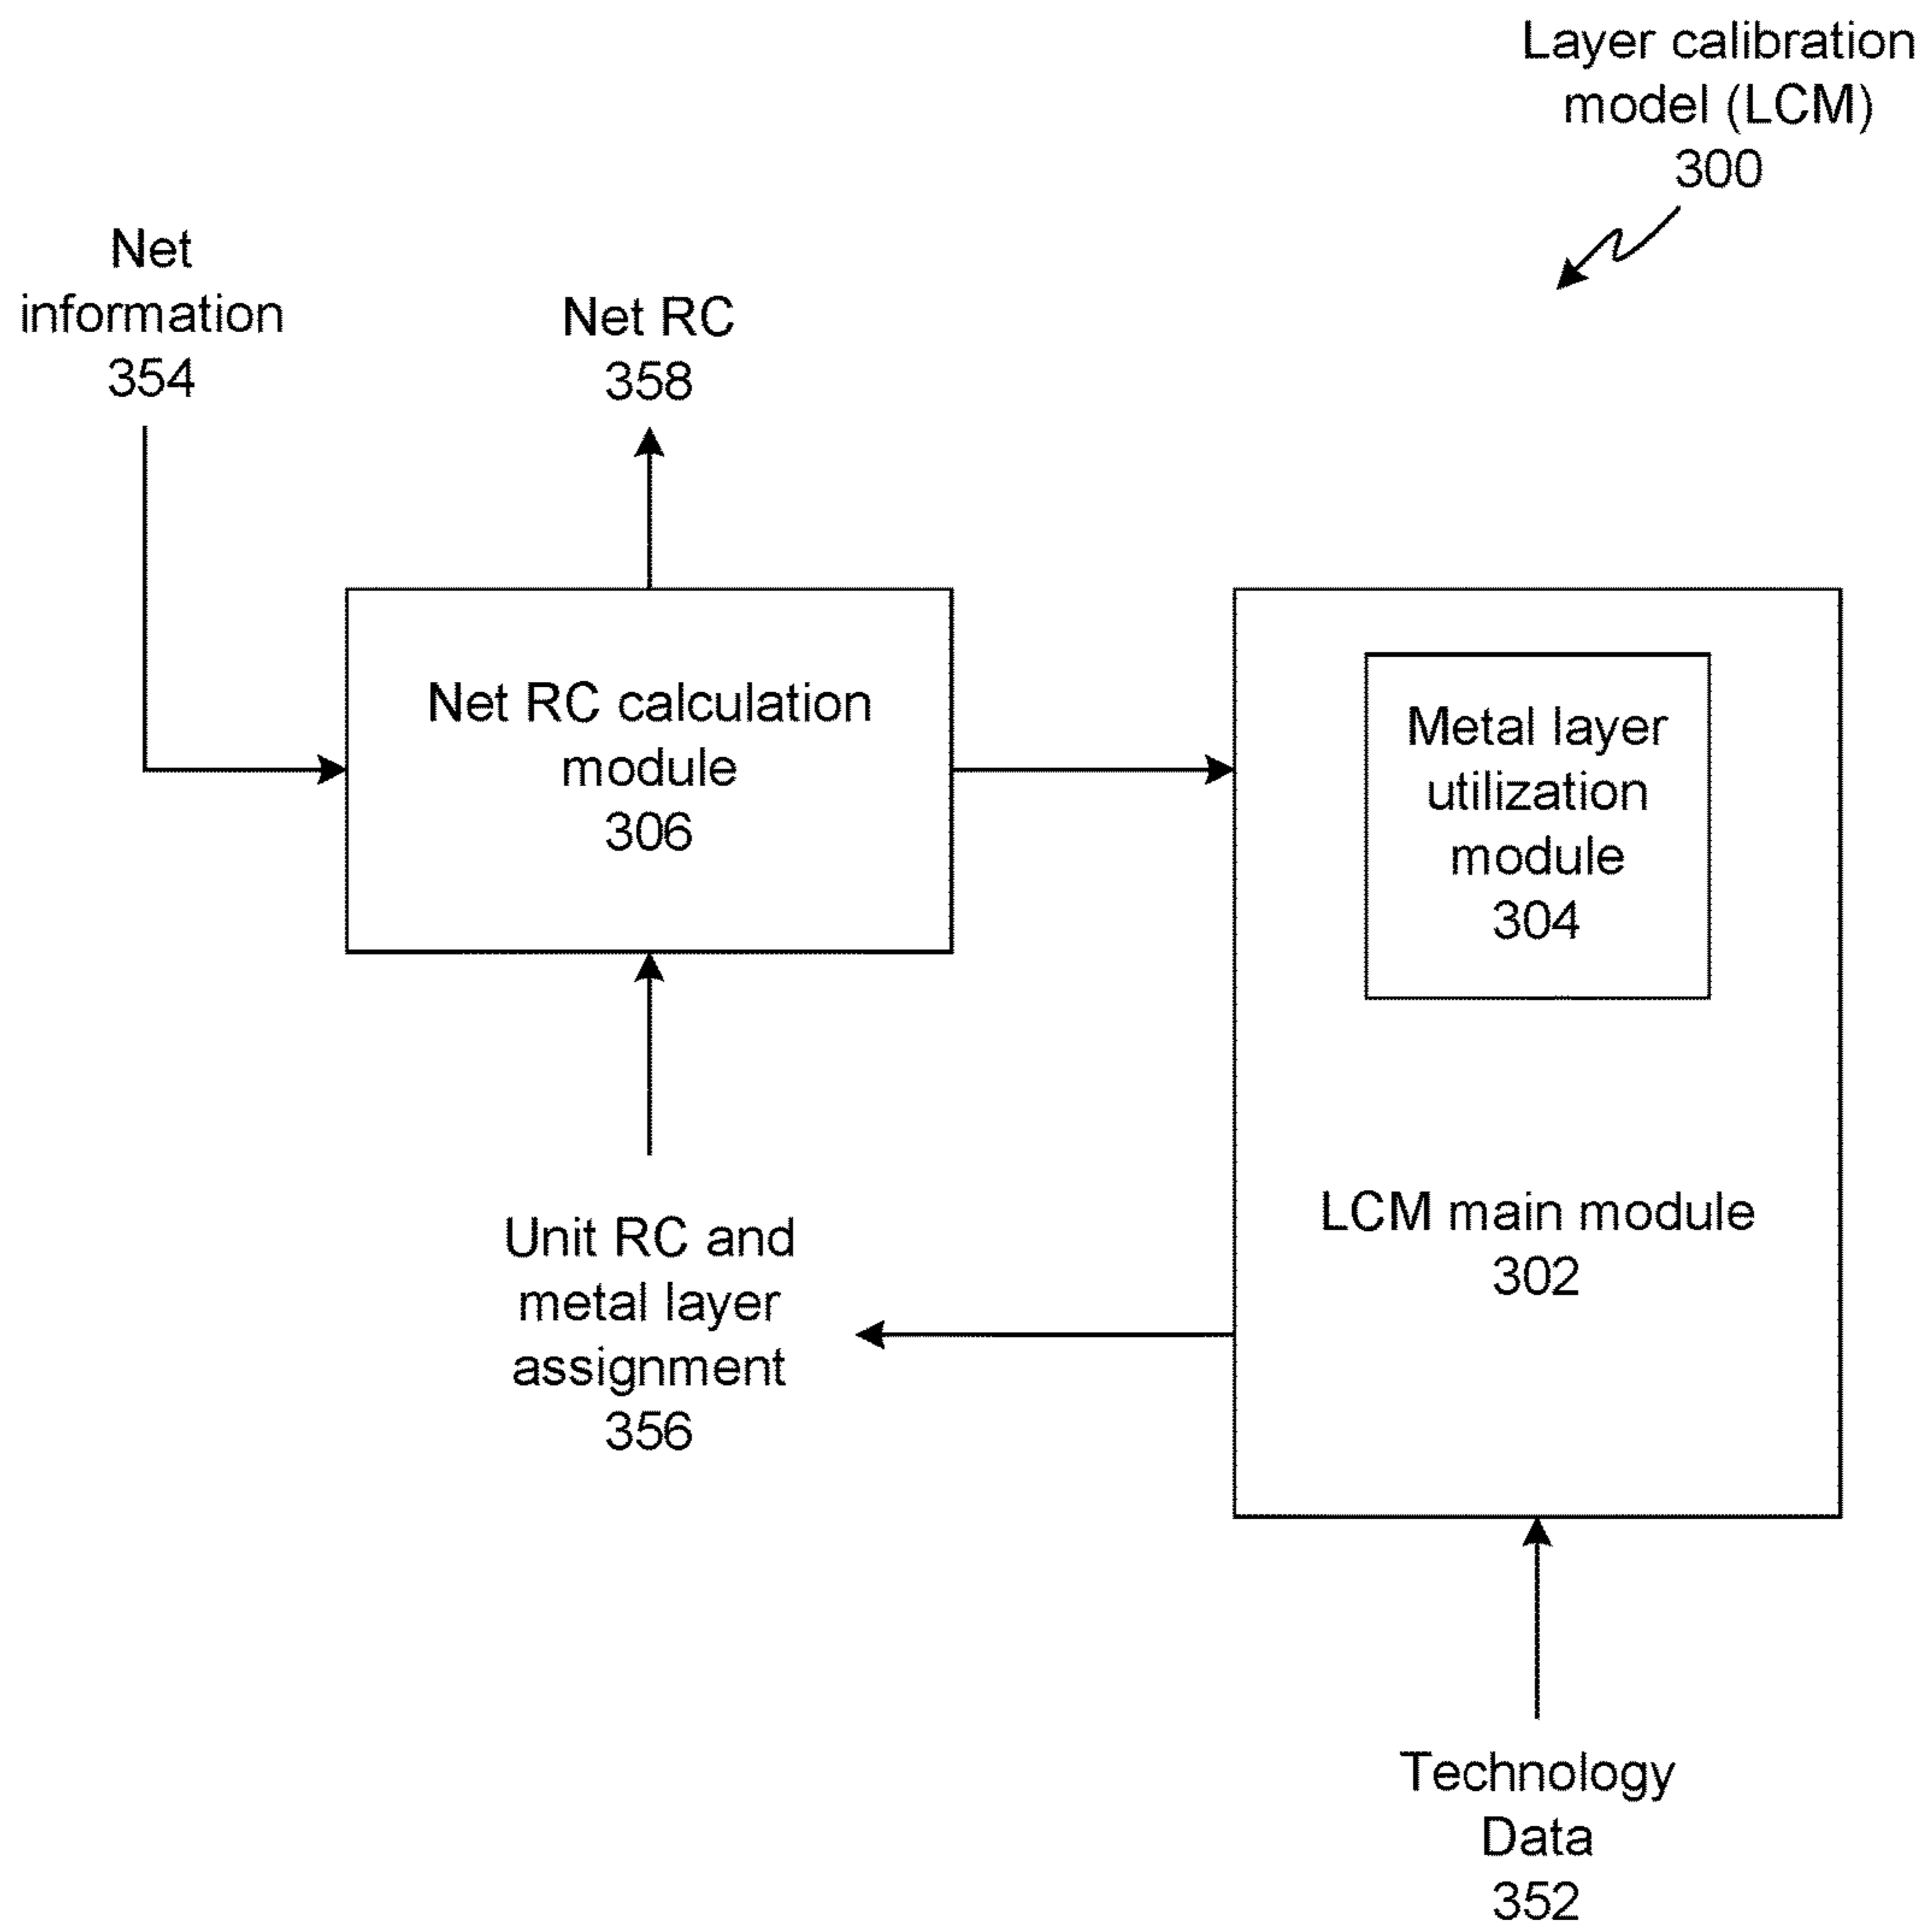 Layer calibration
model (LCM)
300
Net
information
354
Net RC
358
Net RC calculation
module
306
Metal layer
utilization
module
304
Unit RC and
metal layer
assignment
356
LCM main module
302
Technology
Data
352